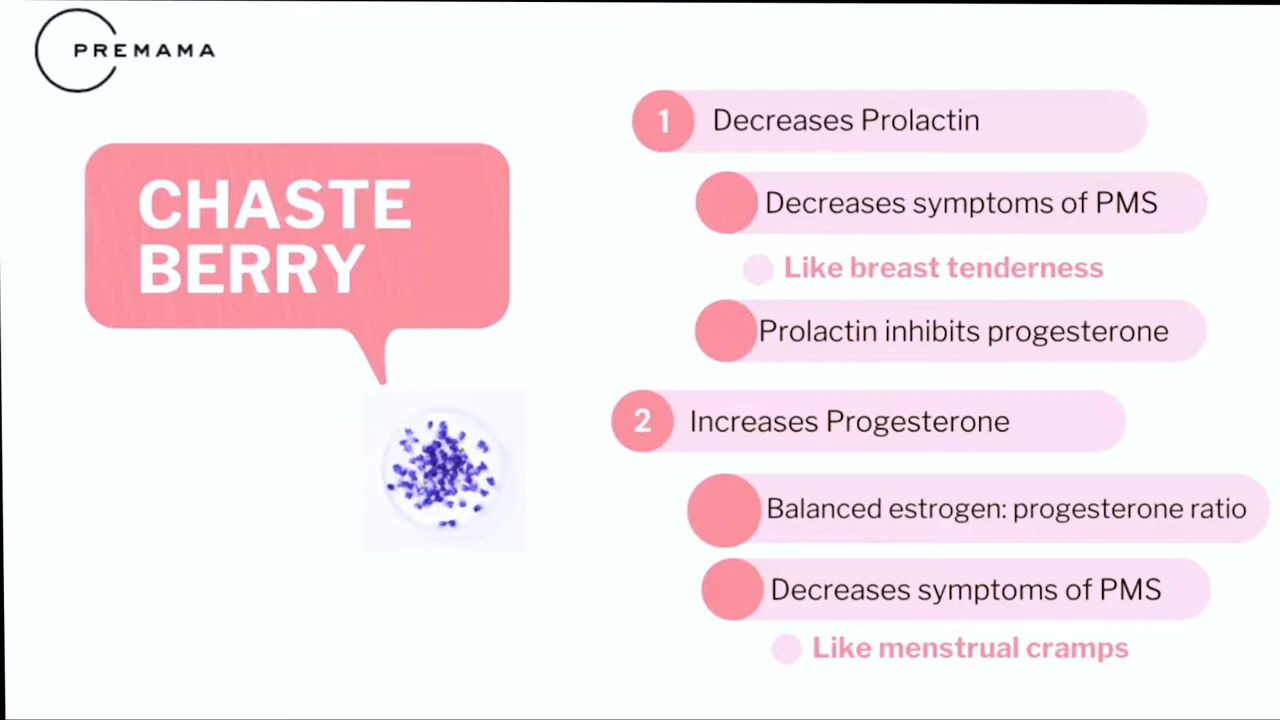 PREMAMA
CHASTE
BERRY
1 Decreases Prolactin
Decreases symptoms of PMS
Like breast tenderness
Prolactin inhibits progesterone
2 Increases Progesterone
Balanced estrogen: progesterone ratio
Decreases symptoms of PMS
Like menstrual cramps